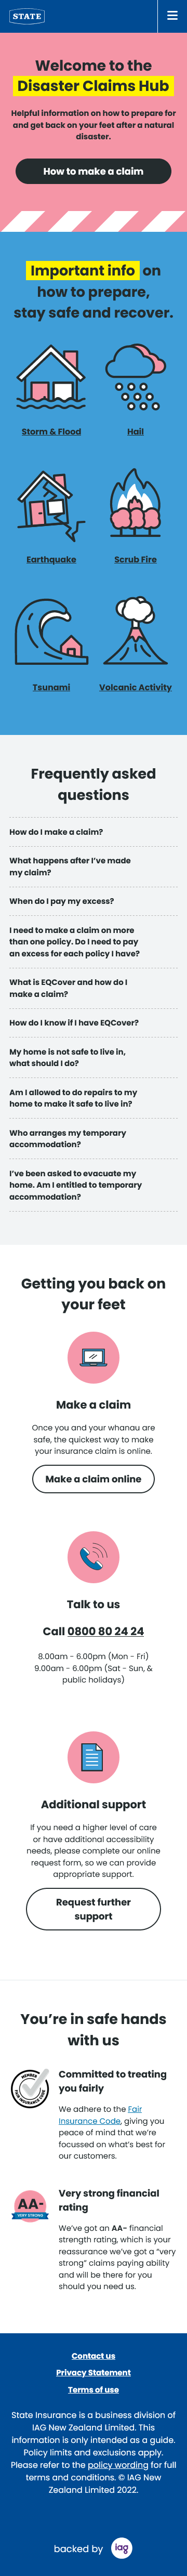 STATE
Welcome to the
Disaster Claims Hub
Helpful information on how to prepare for
and get back on your feet after a natural
disaster.
How to make a claim
Important info on
how to prepare,
stay safe and recover.
Storm & Flood
Hail
Earthquake
Scrub Fire
Tsunami
Volcanic Activity
Frequently asked
questions
How do I make a claim?
What happens after I've made
my claim?
When do I pay my excess?
I need to make a claim on more
than one policy. Do I need to pay
an excess for each policy I have?
What is EQCover and how do I
make a claim?
How do I know if I have EQCover?
My home is not safe to live in,
what should I do?
Am I allowed to do repairs to my
home to make it safe to live in?
Who arranges my temporary
accommodation?
I've been asked to evacuate my
home. Am I entitled to temporary
accommodation?
Getting you back on
your feet
Make a claim
Once you and your whanau are
safe, the quickest way to make
your insurance claim is online.
Make a claim online
Talk to us
Call 0800 80 24 24
8.00am - 6.00pm (Mon - Fri)
9.00am - 6.00pm (Sat - Sun, &
public holidays)
Additional support
If you need a higher level of care
or have additional accessibility
needs, please complete our online
request form, so we can provide
appropriate support.
Request further
support
You're in safe hands
with us
MEMBER
FAIR INSURANCE CODE
Committed to treating
you fairly
We adhere to the Fair
Insurance Code, giving you
peace of mind that we're
focussed on what's best for
our customers.
AA-
VERY STRONG
Very strong financial
rating
We've got an AA- financial
strength rating, which is your
reassurance we've got a "very
strong" claims paying ability
and will be there for you
should you need us.
Contact us
Privacy Statement
Terms of use
State Insurance is a business division of
IAG New Zealand Limited. This
information is only intended as a guide.
Policy limits and exclusions apply.
Please refer to the policy wording for full
terms and conditions. © IAG New
Zealand Limited 2022.
backed by iag